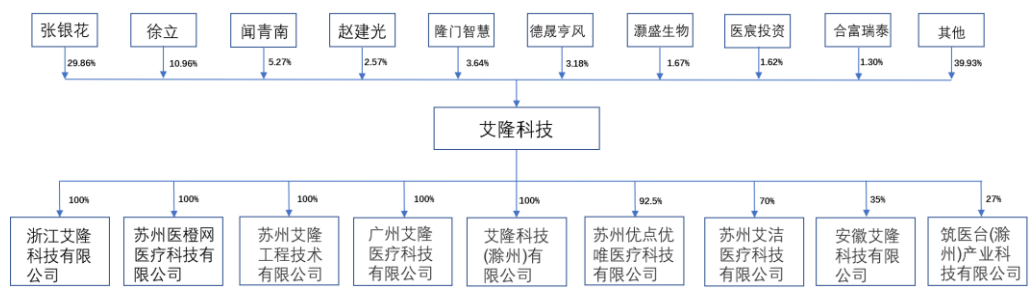 张银花
徐立
闻青南
赵建光
隆门智慧
德晟亨风
灏盛生物
医宸投资
合富瑞泰
其他
29.86%
10.96%
5.27%
2.57%
3.64%
3.18%
1.67%
1.62%
1.30%
39.93%
艾隆科技
100%
100%
100%
100%
100%
92.5%
70%
35%
27%
浙江艾隆
科技有限
公司
苏州医橙网
医疗科技有
限公司
苏州艾隆
工程技术
有限公司
广州艾隆
医疗科技
有限公司
艾隆科技
(滁州)有
限公司
苏州优点优
唯医疗科技
有限公司
苏州艾洁
医疗科技
有限公司
安徽艾隆
科技有限
公司
筑医台(滁
州)产业科
技有限公司